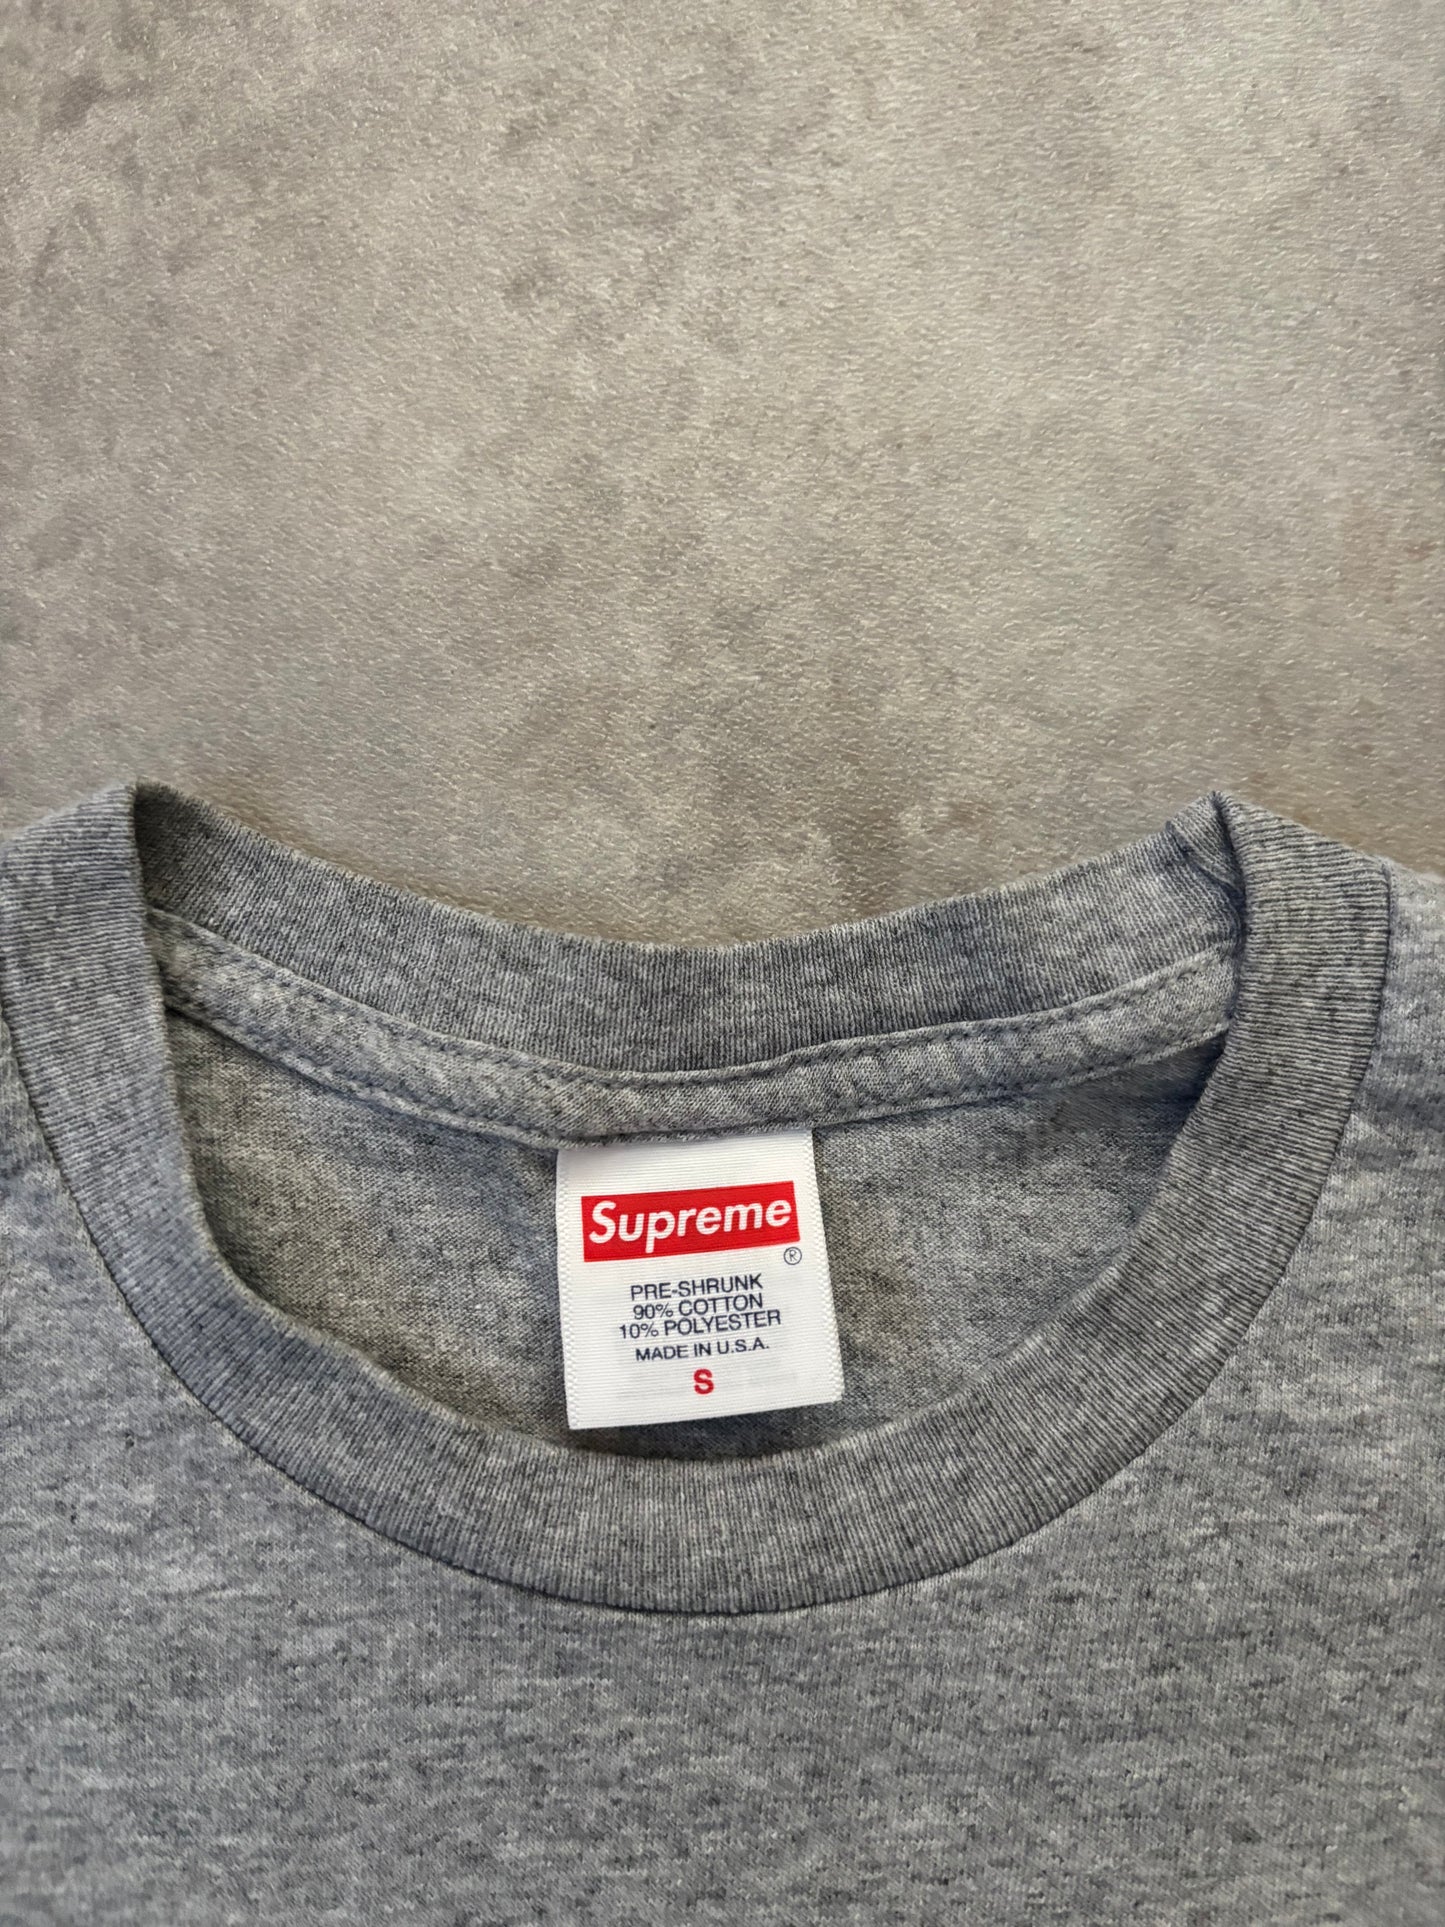 Supreme
®
PRE-SHRUNK
90% COTTON
10% POLYESTER
MADE IN U.S.A.
S